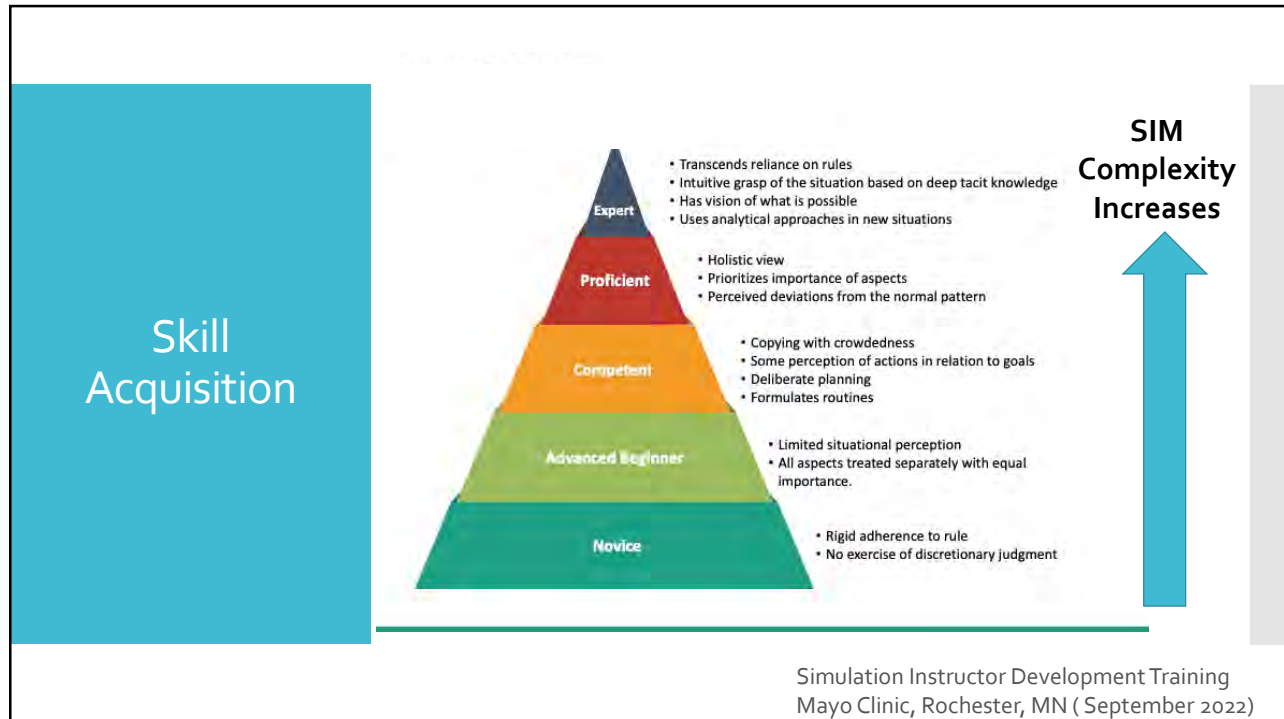 Skill
Acquisition
Expert
• Transcends reliance on rules
• Intuitive grasp of the situation based on deep tacit knowledge
• Has vision of what is possible
• Uses analytical approaches in new situations
Proficient
• Holistic view
• Prioritizes importance of aspects
• Perceived deviations from the normal pattern
Competent
• Copying with crowdedness
• Some perception of actions in relation to goals
• Deliberate planning
• Formulates routines
Advanced Beginner
• Limited situational perception
• All aspects treated separately with equal
importance.
Novice
• Rigid adherence to rule
• No exercise of discretionary judgment
SIM
Complexity
Increases
Simulation Instructor Development Training
Mayo Clinic, Rochester, MN ( September 2022)